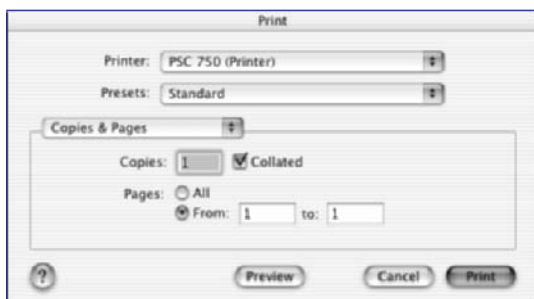 Print
Printer: PSC 750 (Printer)
Presets: Standard
Copies & Pages
Copies: 1 Collated
Pages: All
From: 1 to: 1
? Preview Cancel Print